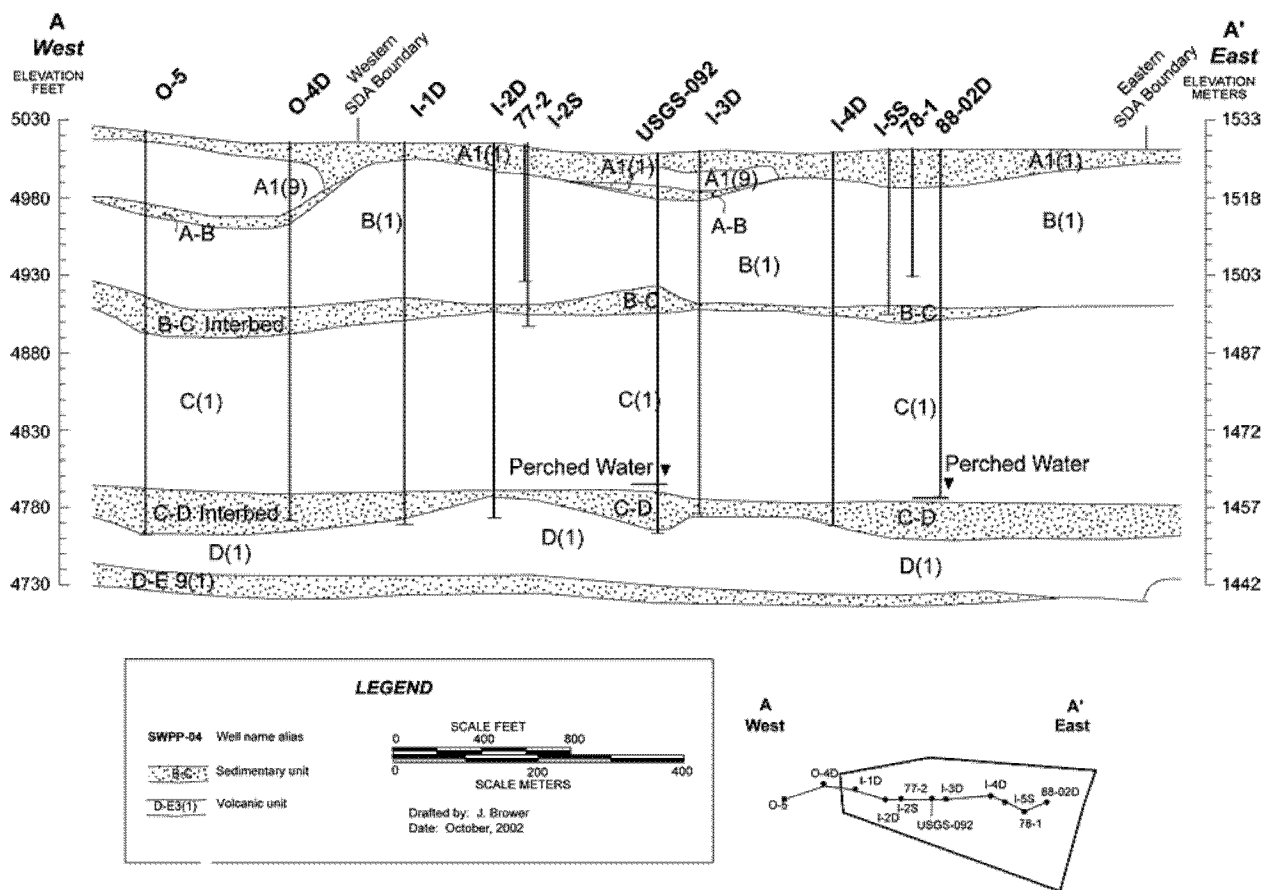 A
West
ELEVATION
FEET
A'
East
ELEVATION
METERS
O-5
O-4D
Western
SDA Boundary
I-1D
I-2D
77-2
I-2S
USGS-092
I-3D
I-4D
I-5S
78-1
88-02D
Eastern
SDA Boundary
5030
4980
4930
4880
4830
4780
4730
1533
1518
1503
1487
1472
1457
1442
A1(1)
A1(1)
A1(1)
A1(9)
A1(9)
A-B
A-B
B(1)
B(1)
B(1)
B-C Interbed
B-C
B-C
C(1)
C(1)
C(1)
Perched Water
Perched Water
C-D Interbed
C-D
C-D
D(1)
D(1)
D(1)
D-E 9(1)
LEGEND
SWPP-04 Well name alias
B-C Sedimentary unit
D-E3(1) Volcanic unit
SCALE FEET
0 400 800
0 200 400
SCALE METERS
Drafted by: J. Brower
Date: October, 2002
A
West
A'
East
O-5
O-4D
I-1D
I-2D
77-2
I-2S
USGS-092
I-3D
I-4D
I-5S
78-1
88-02D